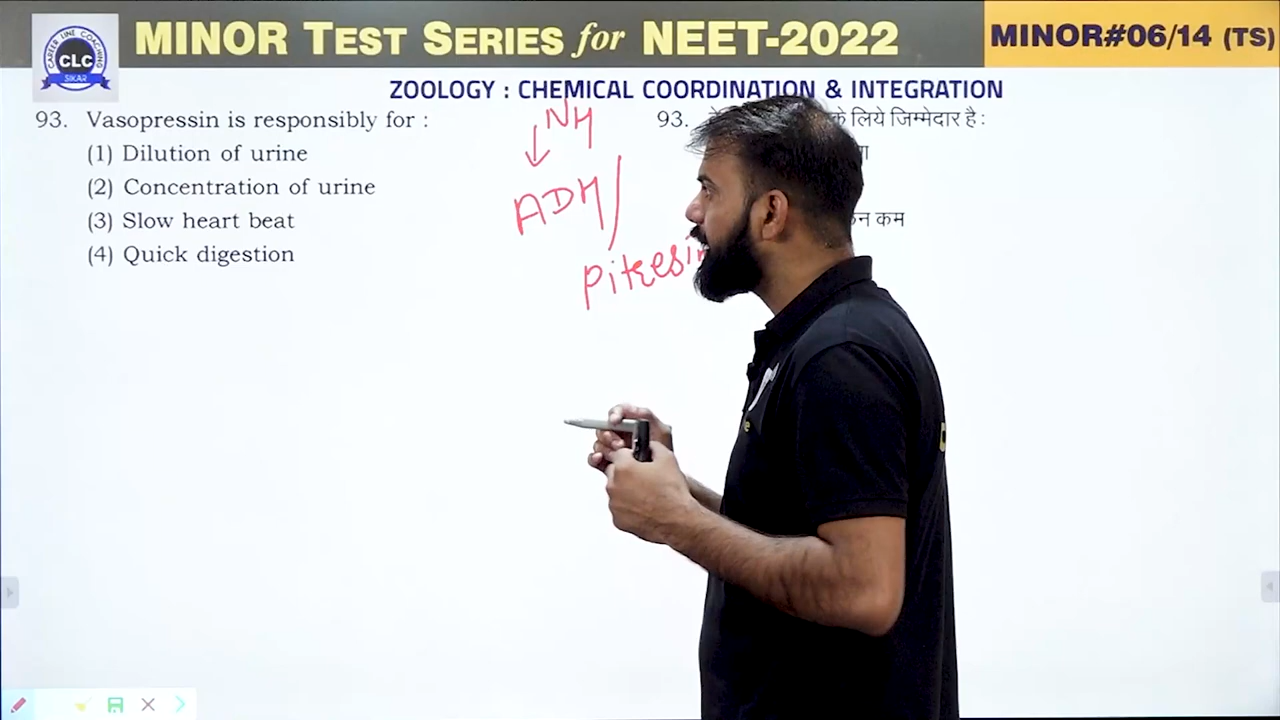 CAREER LINE COACHING
CLC
SIKAR
MINOR TEST SERIES for NEET-2022
MINOR#06/14 (TS)
ZOOLOGY : CHEMICAL COORDINATION & INTEGRATION
93. Vasopressin is responsibly for :
(1) Dilution of urine
(2) Concentration of urine
(3) Slow heart beat
(4) Quick digestion
NH
ADH/
pitresin
93. के लिये जिम्मेदार है :
कम